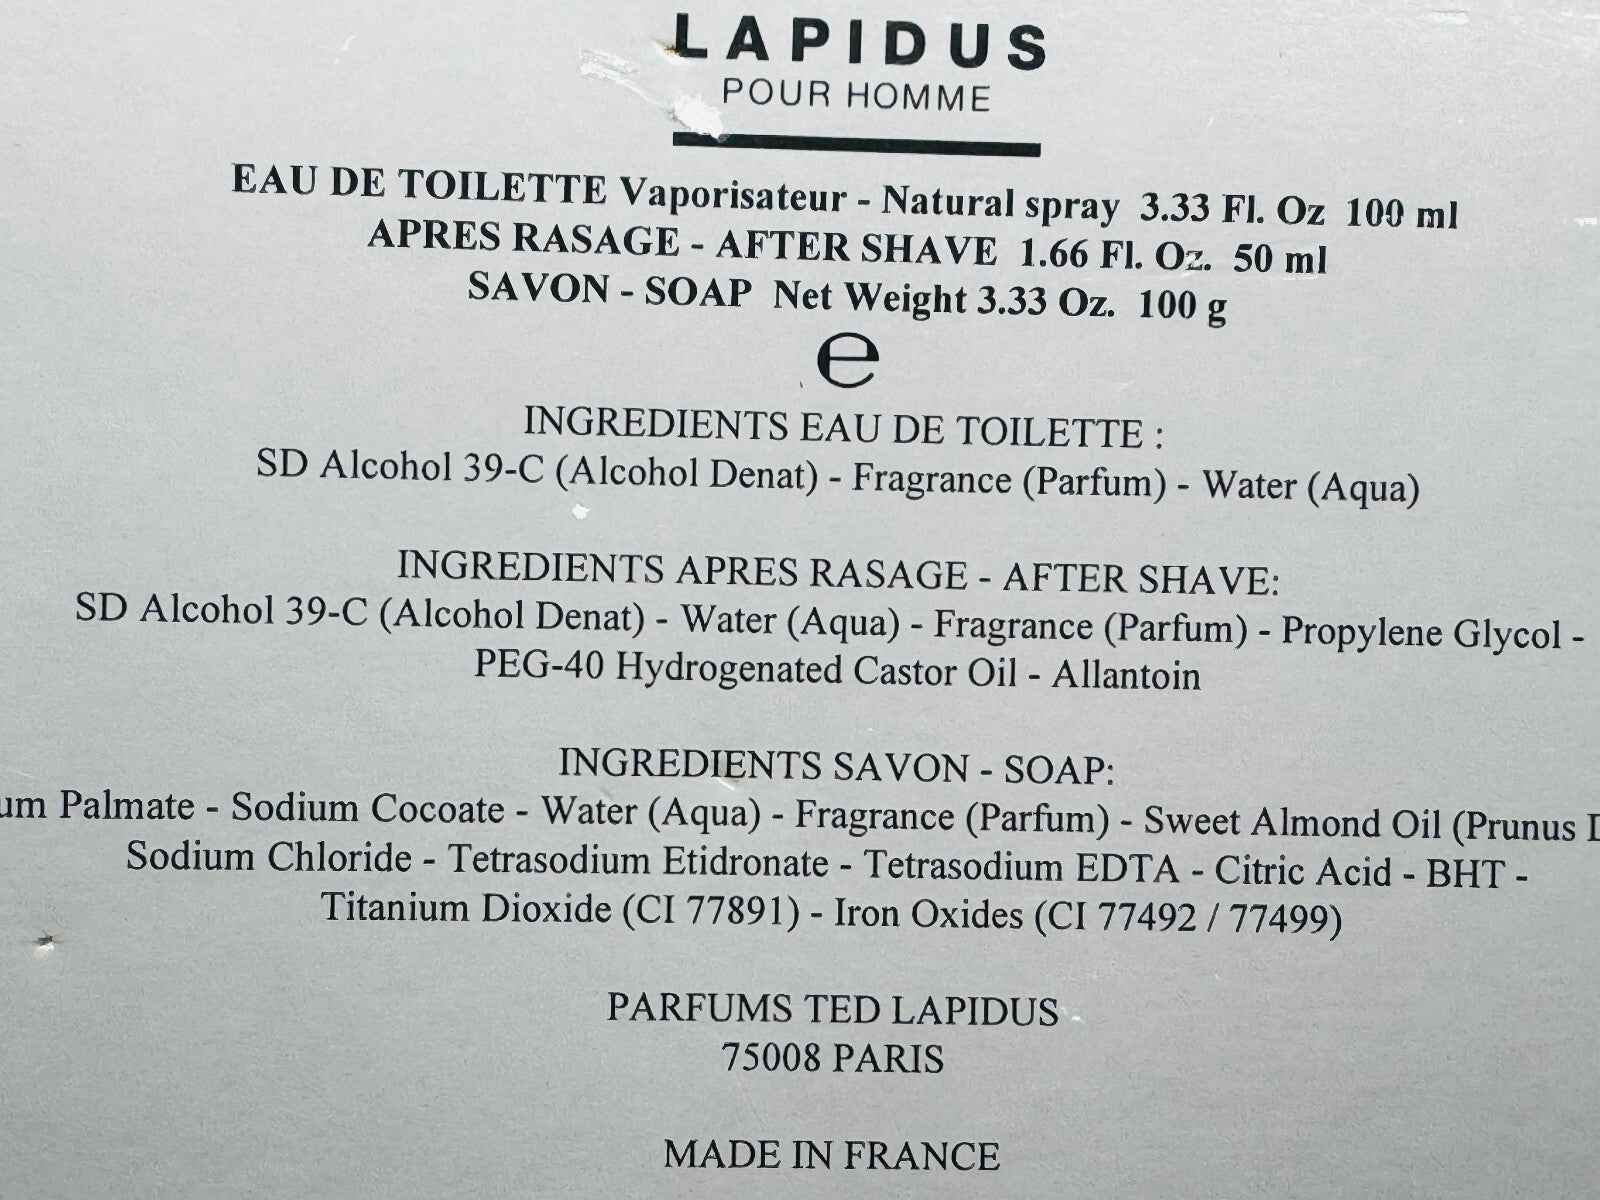 LAPIDUS
POUR HOMME
EAU DE TOILETTE Vaporisateur - Natural spray 3.33 Fl. Oz 100 ml
APRES RASAGE - AFTER SHAVE 1.66 Fl. Oz. 50 ml
SAVON - SOAP Net Weight 3.33 Oz. 100 g
℮
INGREDIENTS EAU DE TOILETTE :
SD Alcohol 39-C (Alcohol Denat) - Fragrance (Parfum) - Water (Aqua)
INGREDIENTS APRES RASAGE - AFTER SHAVE:
SD Alcohol 39-C (Alcohol Denat) - Water (Aqua) - Fragrance (Parfum) - Propylene Glycol -
PEG-40 Hydrogenated Castor Oil - Allantoin
INGREDIENTS SAVON - SOAP:
Palmate - Sodium Cocoate - Water (Aqua) - Fragrance (Parfum) - Sweet Almond Oil (Prunus
Sodium Chloride - Tetrasodium Etidronate - Tetrasodium EDTA - Citric Acid - BHT -
Titanium Dioxide (CI 77891) - Iron Oxides (CI 77492 / 77499)
PARFUMS TED LAPIDUS
75008 PARIS
MADE IN FRANCE